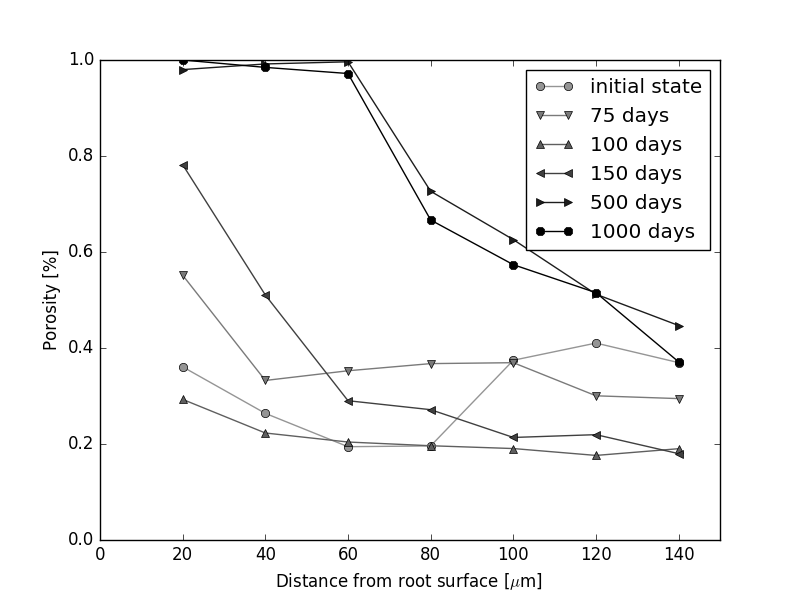 1.0
0.8
0.6
0.4
0.2
0.0
Porosity [%]
initial state
75 days
100 days
150 days
500 days
1000 days
0 20 40 60 80 100 120 140
Distance from root surface [μm]